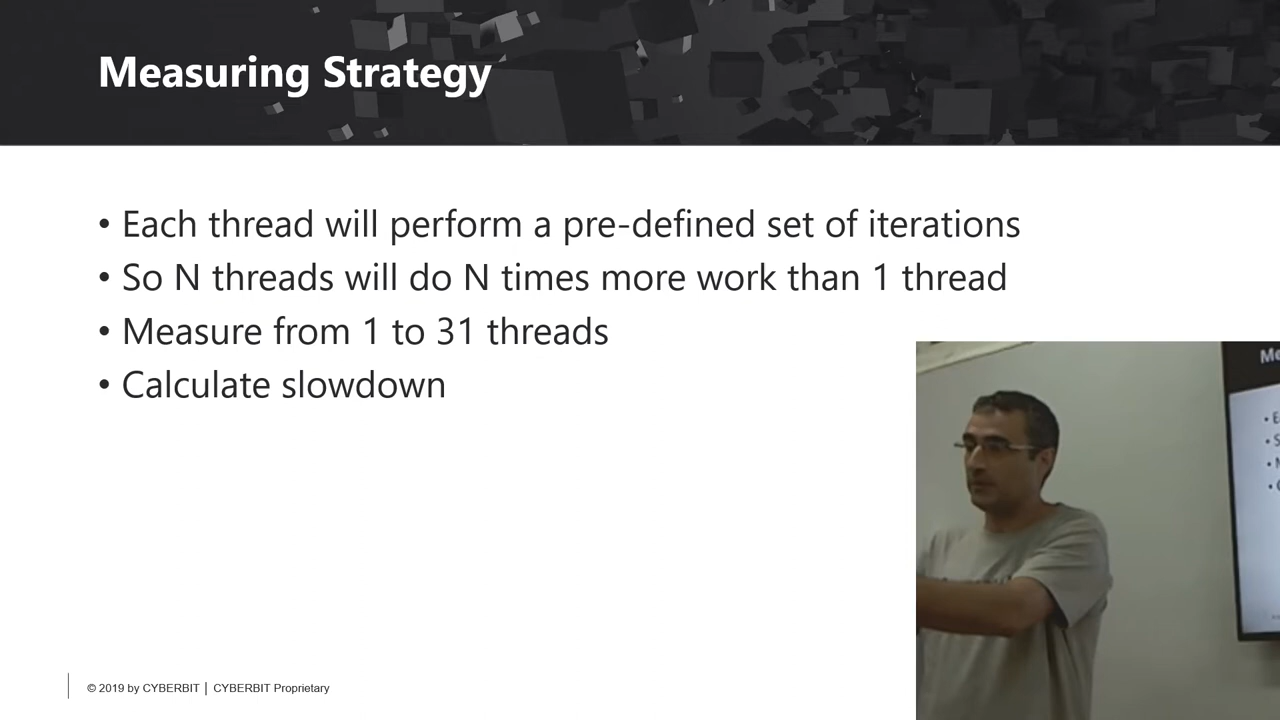 Measuring Strategy
• Each thread will perform a pre-defined set of iterations
• So N threads will do N times more work than 1 thread
• Measure from 1 to 31 threads
• Calculate slowdown
© 2019 by CYBERBIT | CYBERBIT Proprietary